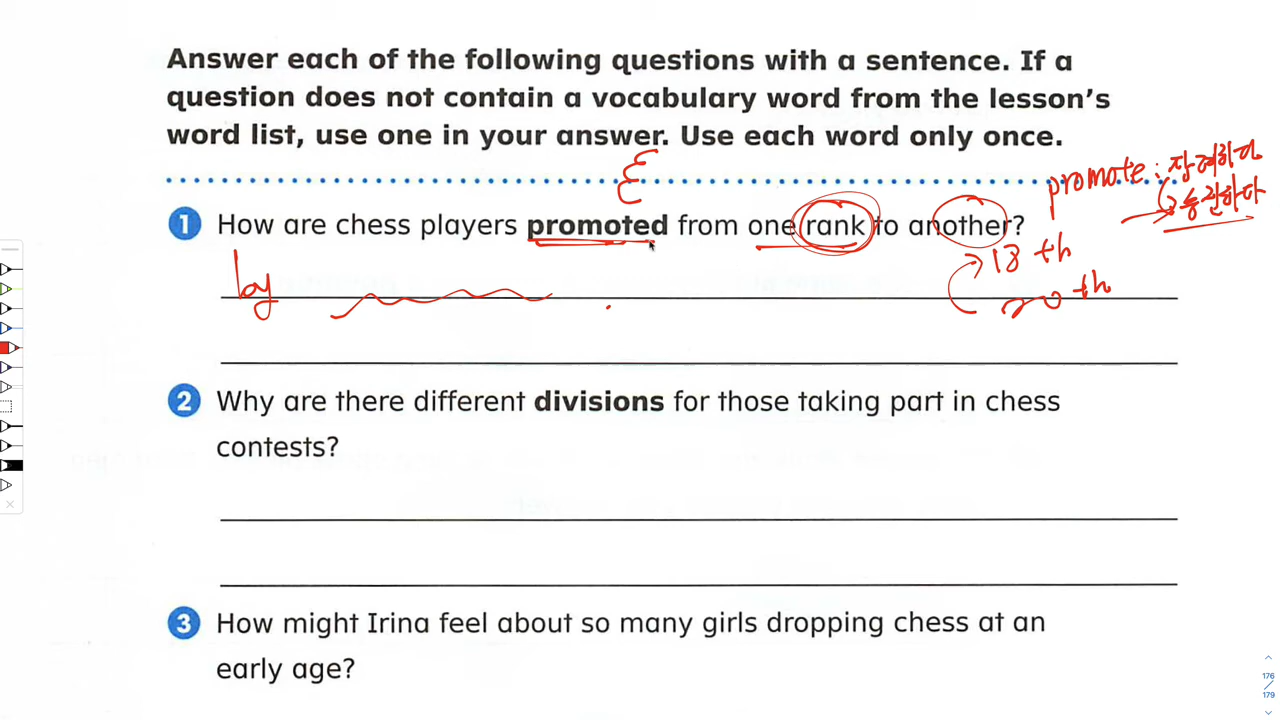 Answer each of the following questions with a sentence. If a
question does not contain a vocabulary word from the lesson's
word list, use one in your answer. Use each word only once.
promote: 장려하다
승진하다
1 How are chess players promoted from one rank to another?
18 th
by
20 th
2 Why are there different divisions for those taking part in chess
contests?
3 How might Irina feel about so many girls dropping chess at an
early age?
176
/
179